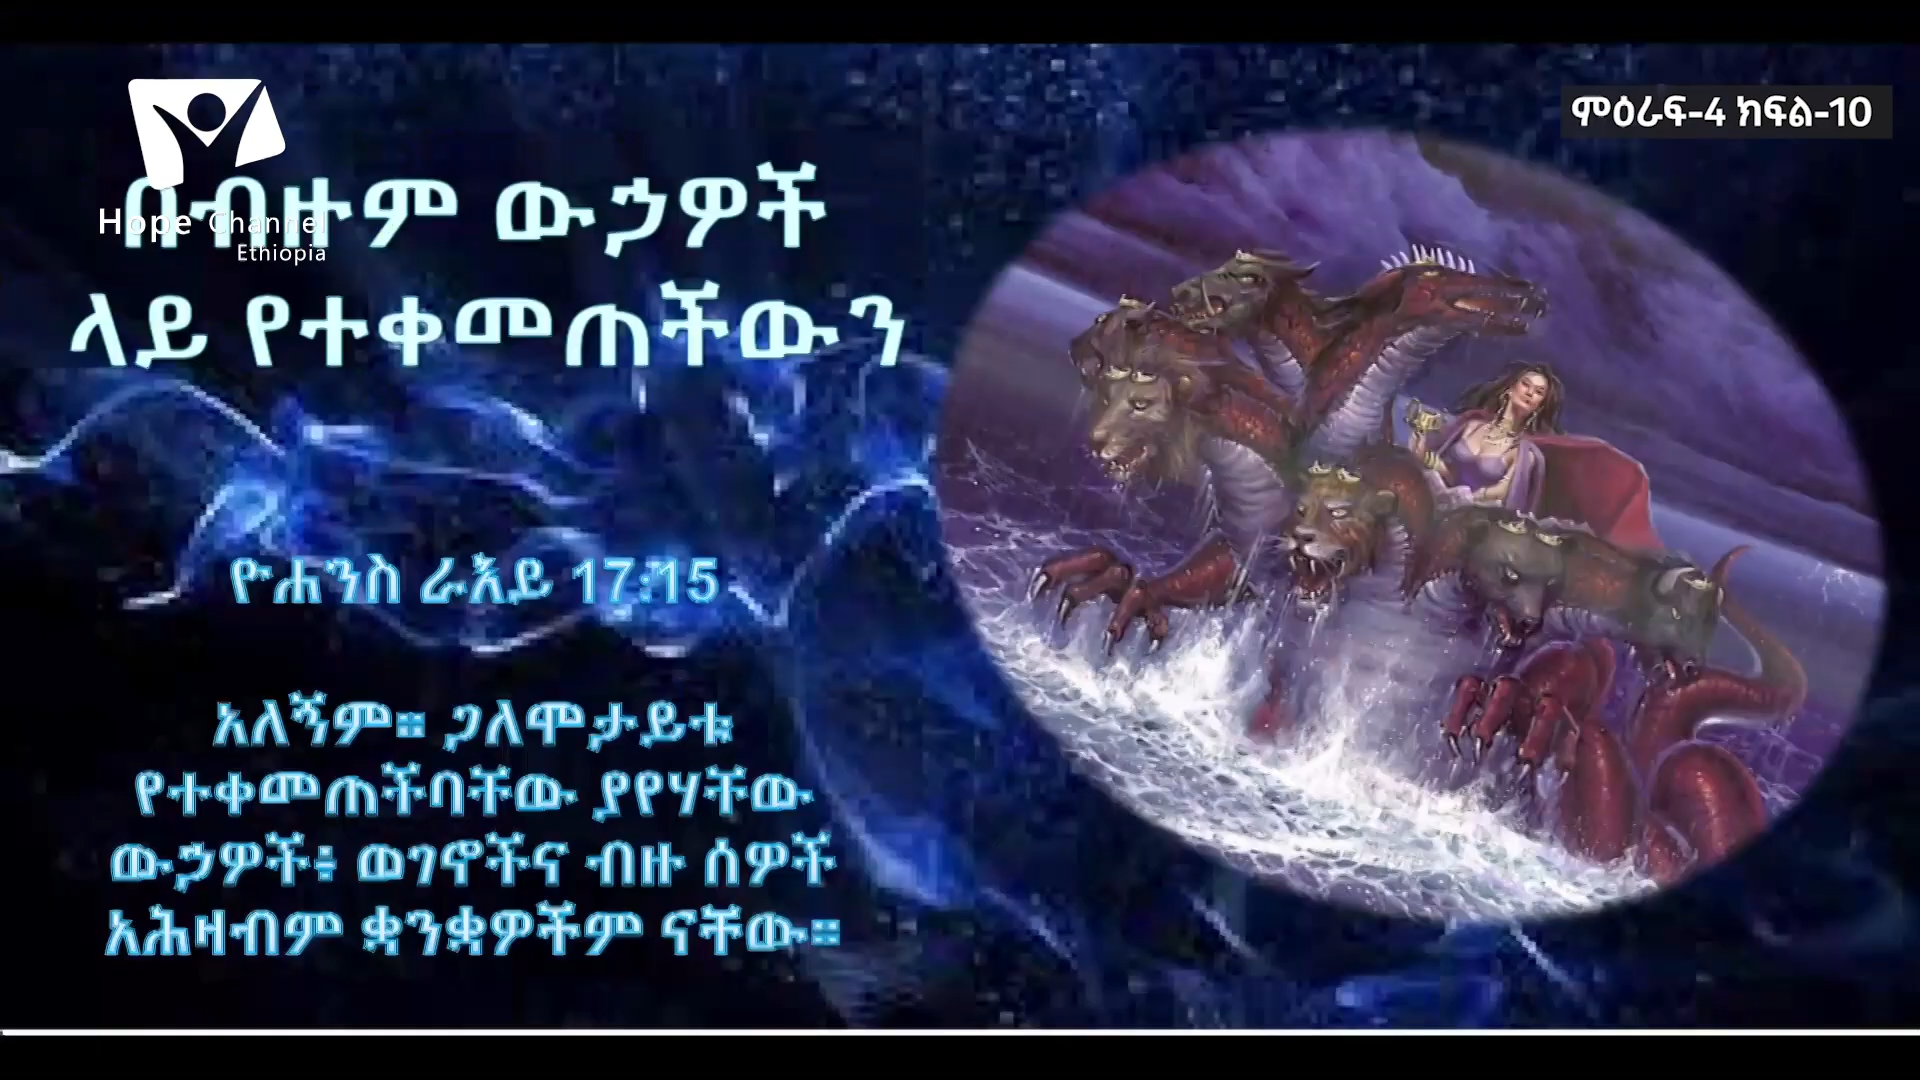 ምዕራፍ-4 ክፍል-10
Hope Channel
Ethiopia
በብዙም ውኃዎች
ላይ የተቀመጠችውን
ዮሐንስ ራእይ 17:15
አለኝም። ጋለሞታይቱ
የተቀመጠችባቸው ያየሃቸው
ውኃዎች፥ ወገኖችና ብዙ ሰዎች
አሕዛብም ቋንቋዎችም ናቸው።